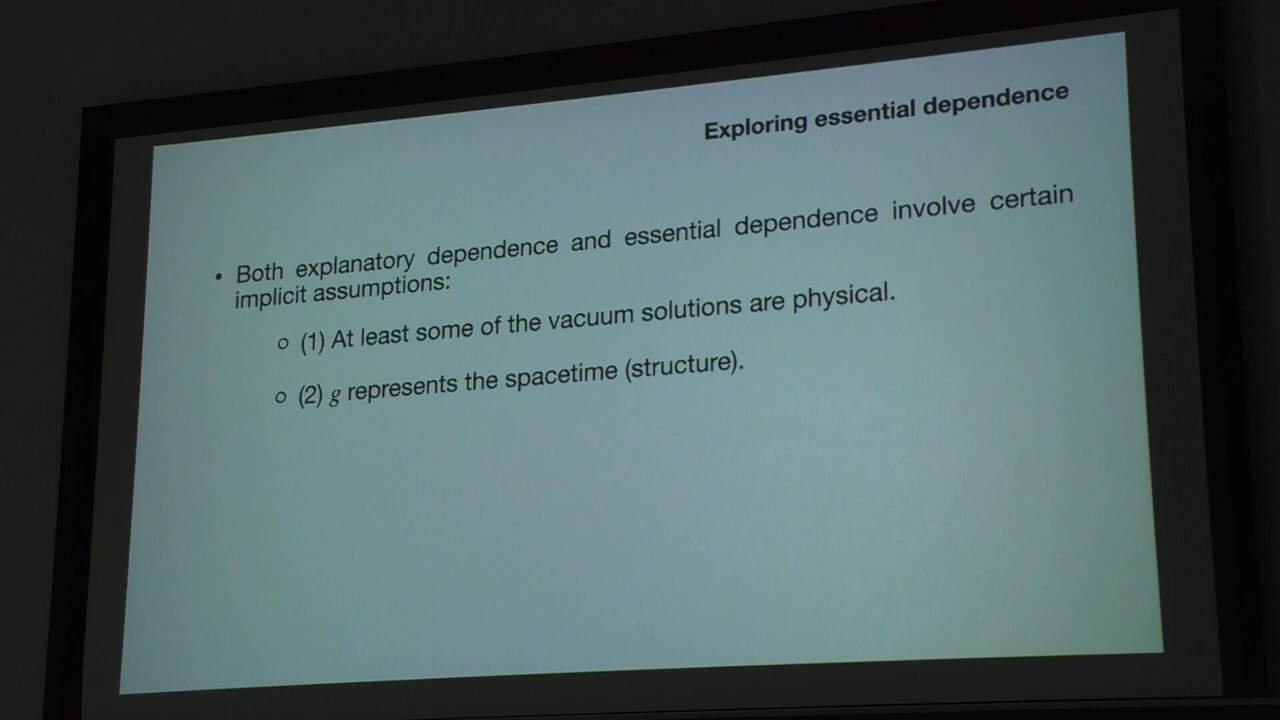 Exploring essential dependence
• Both explanatory dependence and essential dependence involve certain
implicit assumptions:
o (1) At least some of the vacuum solutions are physical.
o (2) g represents the spacetime (structure).